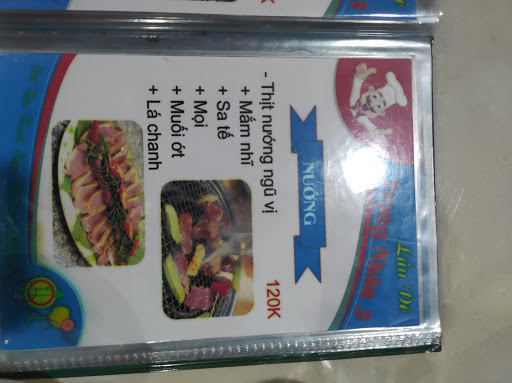 Lẩu Dê
NƯỚNG
- Thịt nướng ngũ vị 120K
+ Mắm nhĩ
+ Sa tế
+ Mọi
+ Muối ớt
+ Lá chanh